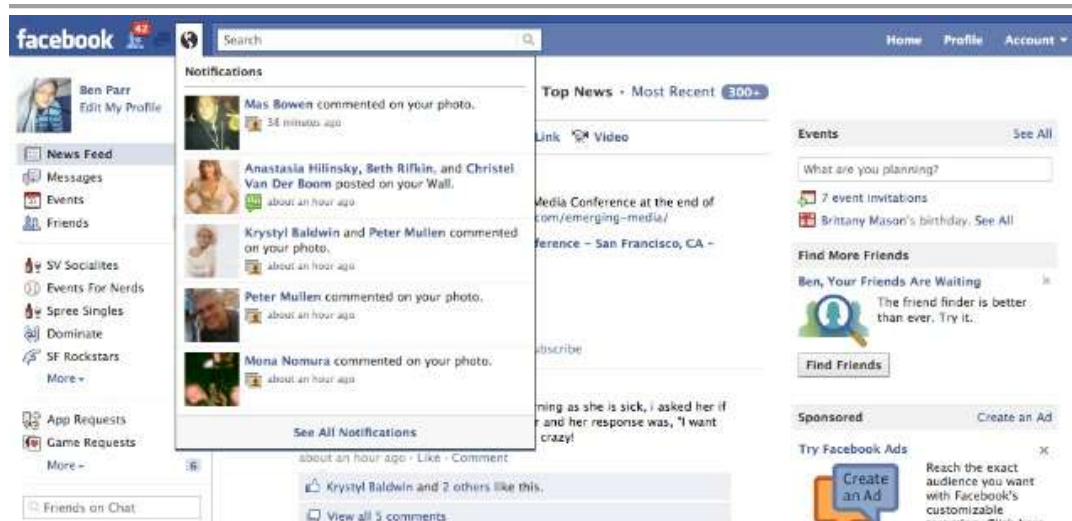 facebook
42
Search
Home Profile Account
Ben Parr
Edit My Profile
News Feed
Messages
Events
Friends
SV Socialites
Events For Nerds
Spree Singles
Dominate
SF Rockstars
More
App Requests
Game Requests
More
6
Friends on Chat
Notifications
Mas Bowen commented on your photo.
34 minutes ago
Anastasia Hilinsky, Beth Rifkin, and Christel
Van Der Boom posted on your Wall.
about an hour ago
Krystyl Baldwin and Peter Mullen commented
on your photo.
about an hour ago
Peter Mullen commented on your photo.
about an hour ago
Mona Nomura commented on your photo.
about an hour ago
See All Notifications
Top News · Most Recent 300+
Link Video
Media Conference at the end of
com/emerging-media/
ference – San Francisco, CA –
ubscribe
ning as she is sick, i asked her if
r and her response was, "I want
crazy!
about an hour ago · Like · Comment
Krystyl Baldwin and 2 others like this.
View all 5 comments
Events See All
What are you planning?
7 event invitations
Brittany Mason's birthday. See All
Find More Friends
Ben, Your Friends Are Waiting
The friend finder is better
than ever. Try it.
Find Friends
Sponsored Create an Ad
Try Facebook Ads
Create
an Ad
Reach the exact
audience you want
with Facebook's
customizable